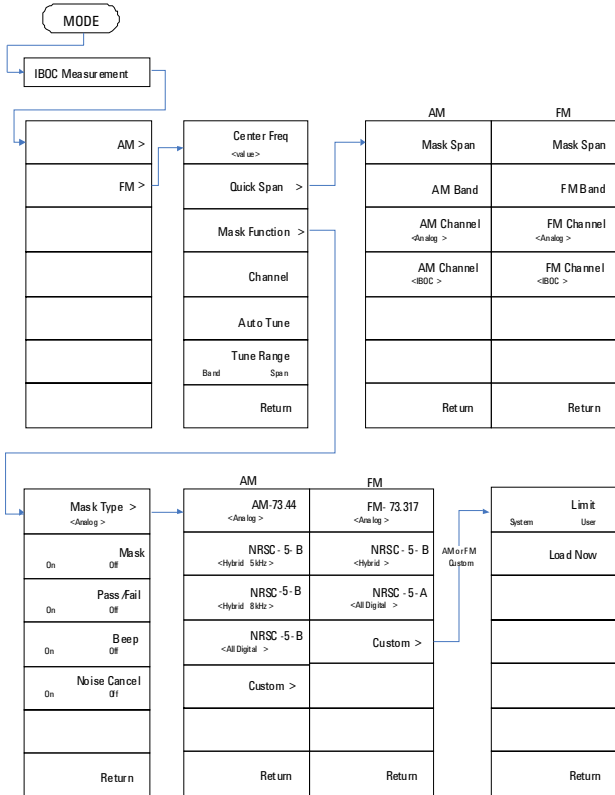 MODE
IBOC Measurement
AM >
FM >
Center Freq
<value>
Quick Span >
Mask Function >
Channel
Auto Tune
Tune Range
Band Span
Return
AM FM
Mask Span Mask Span
AM Band FM Band
AM Channel FM Channel
<Analog > <Analog >
AM Channel FM Channel
<IBOC > <IBOC >
Return Return
Mask Type >
<Analog >
Mask
On Off
Pass /Fail
On Off
Beep
On Off
Noise Cancel
On Off
Return
AM FM
AM-73.44 FM- 73.317
<Analog > <Analog >
NRSC - 5- B NRSC - 5- B
<Hybrid 5 kHz > <Hybrid >
NRSC -5- B NRSC - 5- A
<Hybrid 8 kHz > <All Digital >
NRSC -5- B Custom >
<All Digital >
Custom >
Return Return
AM or FM
Custom
Limit
System User
Load Now
Return